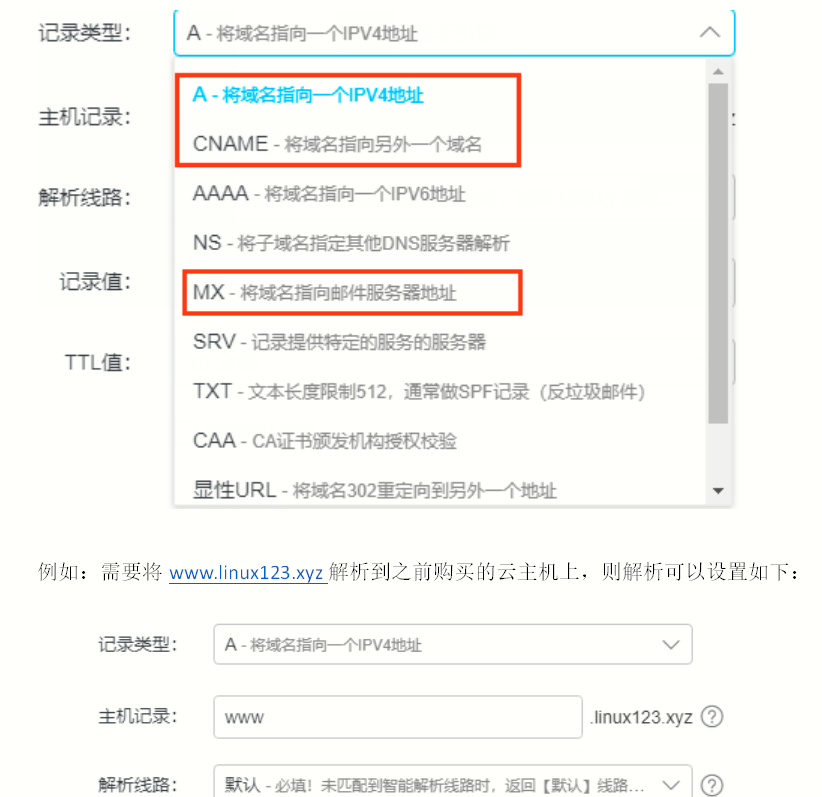 记录类型： A - 将域名指向一个IPV4地址
A - 将域名指向一个IPV4地址
主机记录：
CNAME - 将域名指向另外一个域名
解析线路： AAAA - 将域名指向一个IPV6地址
NS - 将子域名指定其他DNS服务器解析
记录值： MX - 将域名指向邮件服务器地址
SRV - 记录提供特定的服务的服务器
TTL值：
TXT - 文本长度限制512，通常做SPF记录（反垃圾邮件）
CAA - CA证书颁发机构授权校验
显性URL - 将域名302重定向到另外一个地址
例如：需要将 www.linux123.xyz 解析到之前购买的云主机上，则解析可以设置如下：
记录类型： A - 将域名指向一个IPV4地址
主机记录： www .linux123.xyz ?
解析线路： 默认 - 必填！未匹配到智能解析线路时，返回【默认】线路... ?